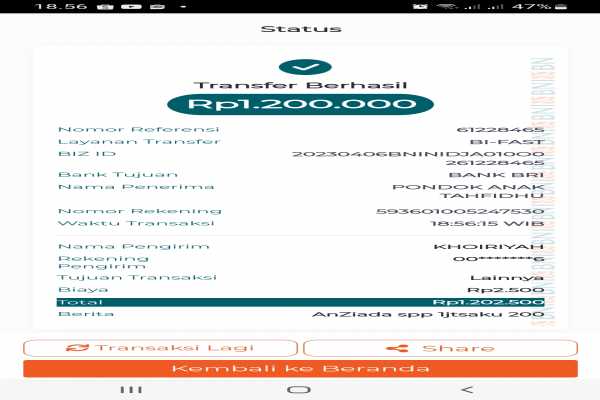 18.56
47%
Status
Transfer Berhasil
Rp1.200.000
Nomor Referensi 61228465
Layanan Transfer BI-FAST
BIZ ID 20230406BNINIDJA010O0
261228465
Bank Tujuan BANK BRI
Nama Penerima PONDOK ANAK
TAHFIDHU
Nomor Rekening 593601005247530
Waktu Transaksi 18:56:15 WIB
Nama Pengirim KHOIRIYAH
Rekening 00*******6
Pengirim
Tujuan Transaksi Lainnya
Biaya Rp2.500
Total Rp1.202.500
Berita AnZiada spp 1jtsaku 200
Transaksi Lagi
Share
Kembali ke Beranda